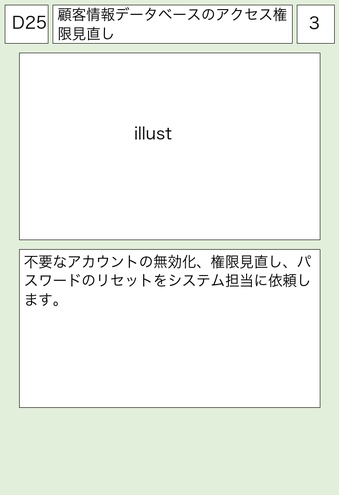 D25
顧客情報データベースのアクセス権
限見直し
3
illust
不要なアカウントの無効化、権限見直し、パ
スワードのリセットをシステム担当に依頼し
ます。